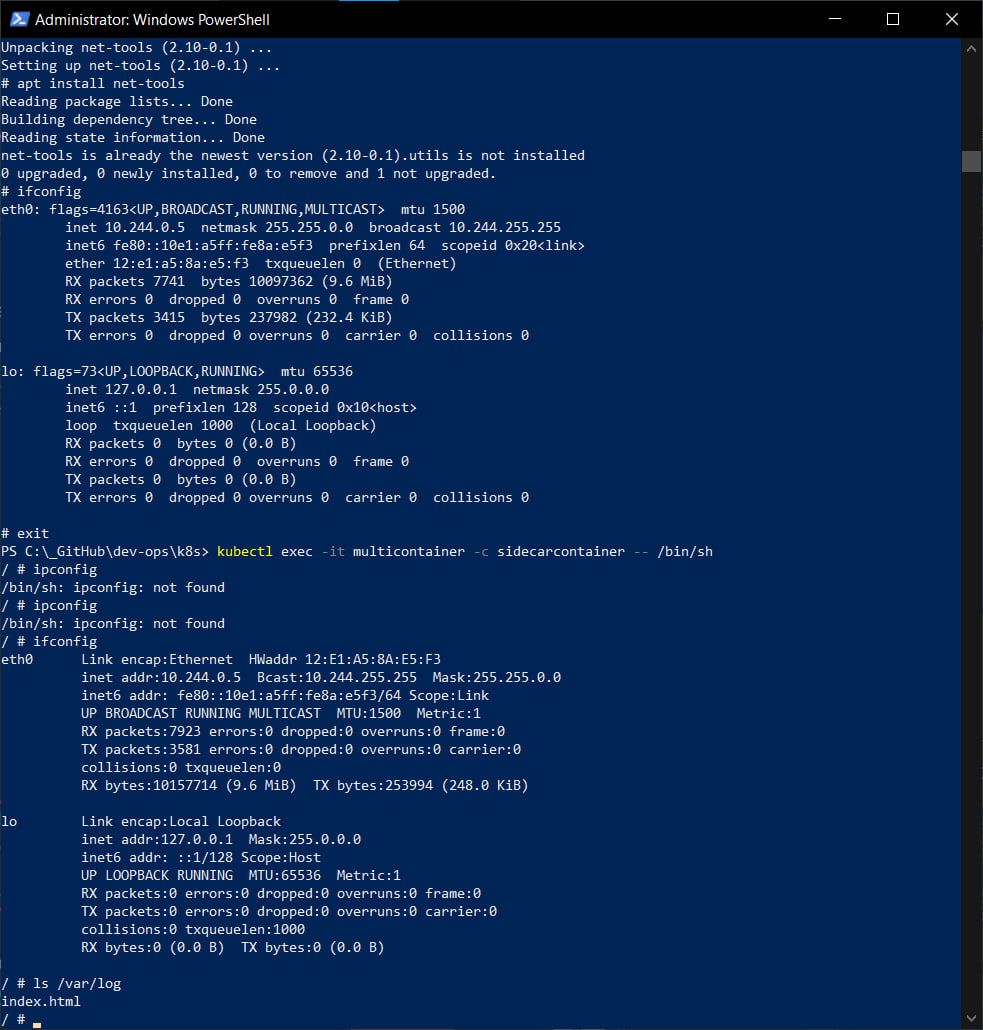 Administrator: Windows PowerShell
Unpacking net-tools (2.10-0.1) ...
Setting up net-tools (2.10-0.1) ...
# apt install net-tools
Reading package lists... Done
Building dependency tree... Done
Reading state information... Done
net-tools is already the newest version (2.10-0.1).utils is not installed
0 upgraded, 0 newly installed, 0 to remove and 1 not upgraded.
# ifconfig
eth0: flags=4163<UP,BROADCAST,RUNNING,MULTICAST>  mtu 1500
        inet 10.244.0.5  netmask 255.255.0.0  broadcast 10.244.255.255
        inet6 fe80::10e1:a5ff:fe8a:e5f3  prefixlen 64  scopeid 0x20<link>
        ether 12:e1:a5:8a:e5:f3  txqueuelen 0  (Ethernet)
        RX packets 7741  bytes 10097362 (9.6 MiB)
        RX errors 0  dropped 0  overruns 0  frame 0
        TX packets 3415  bytes 237982 (232.4 KiB)
        TX errors 0  dropped 0 overruns 0  carrier 0  collisions 0

lo: flags=73<UP,LOOPBACK,RUNNING>  mtu 65536
        inet 127.0.0.1  netmask 255.0.0.0
        inet6 ::1  prefixlen 128  scopeid 0x10<host>
        loop  txqueuelen 1000  (Local Loopback)
        RX packets 0  bytes 0 (0.0 B)
        RX errors 0  dropped 0  overruns 0  frame 0
        TX packets 0  bytes 0 (0.0 B)
        TX errors 0  dropped 0 overruns 0  carrier 0  collisions 0

# exit
PS C:\_GitHub\dev-ops\k8s> kubectl exec -it multicontainer -c sidecarcontainer -- /bin/sh
/ # ipconfig
/bin/sh: ipconfig: not found
/ # ipconfig
/bin/sh: ipconfig: not found
/ # ifconfig
eth0      Link encap:Ethernet  HWaddr 12:E1:A5:8A:E5:F3
          inet addr:10.244.0.5  Bcast:10.244.255.255  Mask:255.255.0.0
          inet6 addr: fe80::10e1:a5ff:fe8a:e5f3/64 Scope:Link
          UP BROADCAST RUNNING MULTICAST  MTU:1500  Metric:1
          RX packets:7923 errors:0 dropped:0 overruns:0 frame:0
          TX packets:3581 errors:0 dropped:0 overruns:0 carrier:0
          collisions:0 txqueuelen:0
          RX bytes:10157714 (9.6 MiB)  TX bytes:253994 (248.0 KiB)

lo        Link encap:Local Loopback
          inet addr:127.0.0.1  Mask:255.0.0.0
          inet6 addr: ::1/128 Scope:Host
          UP LOOPBACK RUNNING  MTU:65536  Metric:1
          RX packets:0 errors:0 dropped:0 overruns:0 frame:0
          TX packets:0 errors:0 dropped:0 overruns:0 carrier:0
          collisions:0 txqueuelen:1000
          RX bytes:0 (0.0 B)  TX bytes:0 (0.0 B)

/ # ls /var/log
index.html
/ #